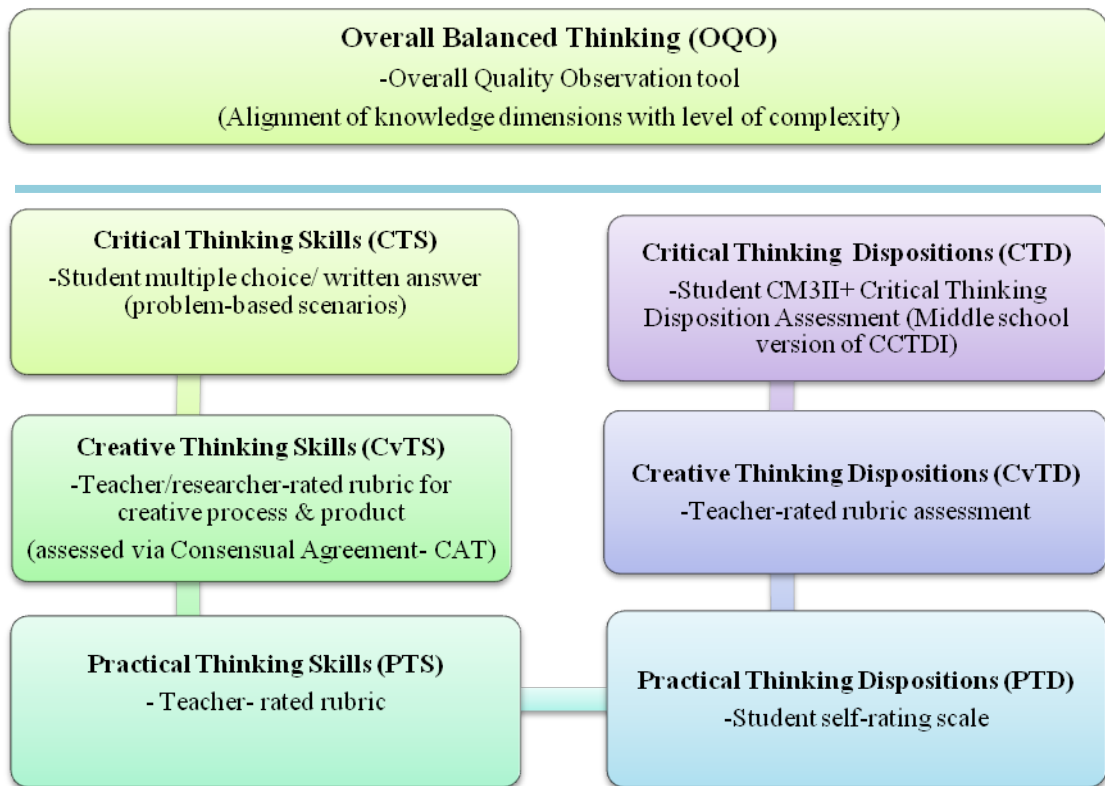 Overall Balanced Thinking (OQO)
-Overall Quality Observation tool
(Alignment of knowledge dimensions with level of complexity)
Critical Thinking Skills (CTS)
-Student multiple choice/ written answer
(problem-based scenarios)
Critical Thinking Dispositions (CTD)
-Student CM3II+ Critical Thinking
Disposition Assessment (Middle school
version of CCTDI)
Creative Thinking Skills (CvTS)
-Teacher/researcher-rated rubric for
creative process & product
(assessed via Consensual Agreement- CAT)
Creative Thinking Dispositions (CvTD)
-Teacher-rated rubric assessment
Practical Thinking Skills (PTS)
- Teacher- rated rubric
Practical Thinking Dispositions (PTD)
-Student self-rating scale